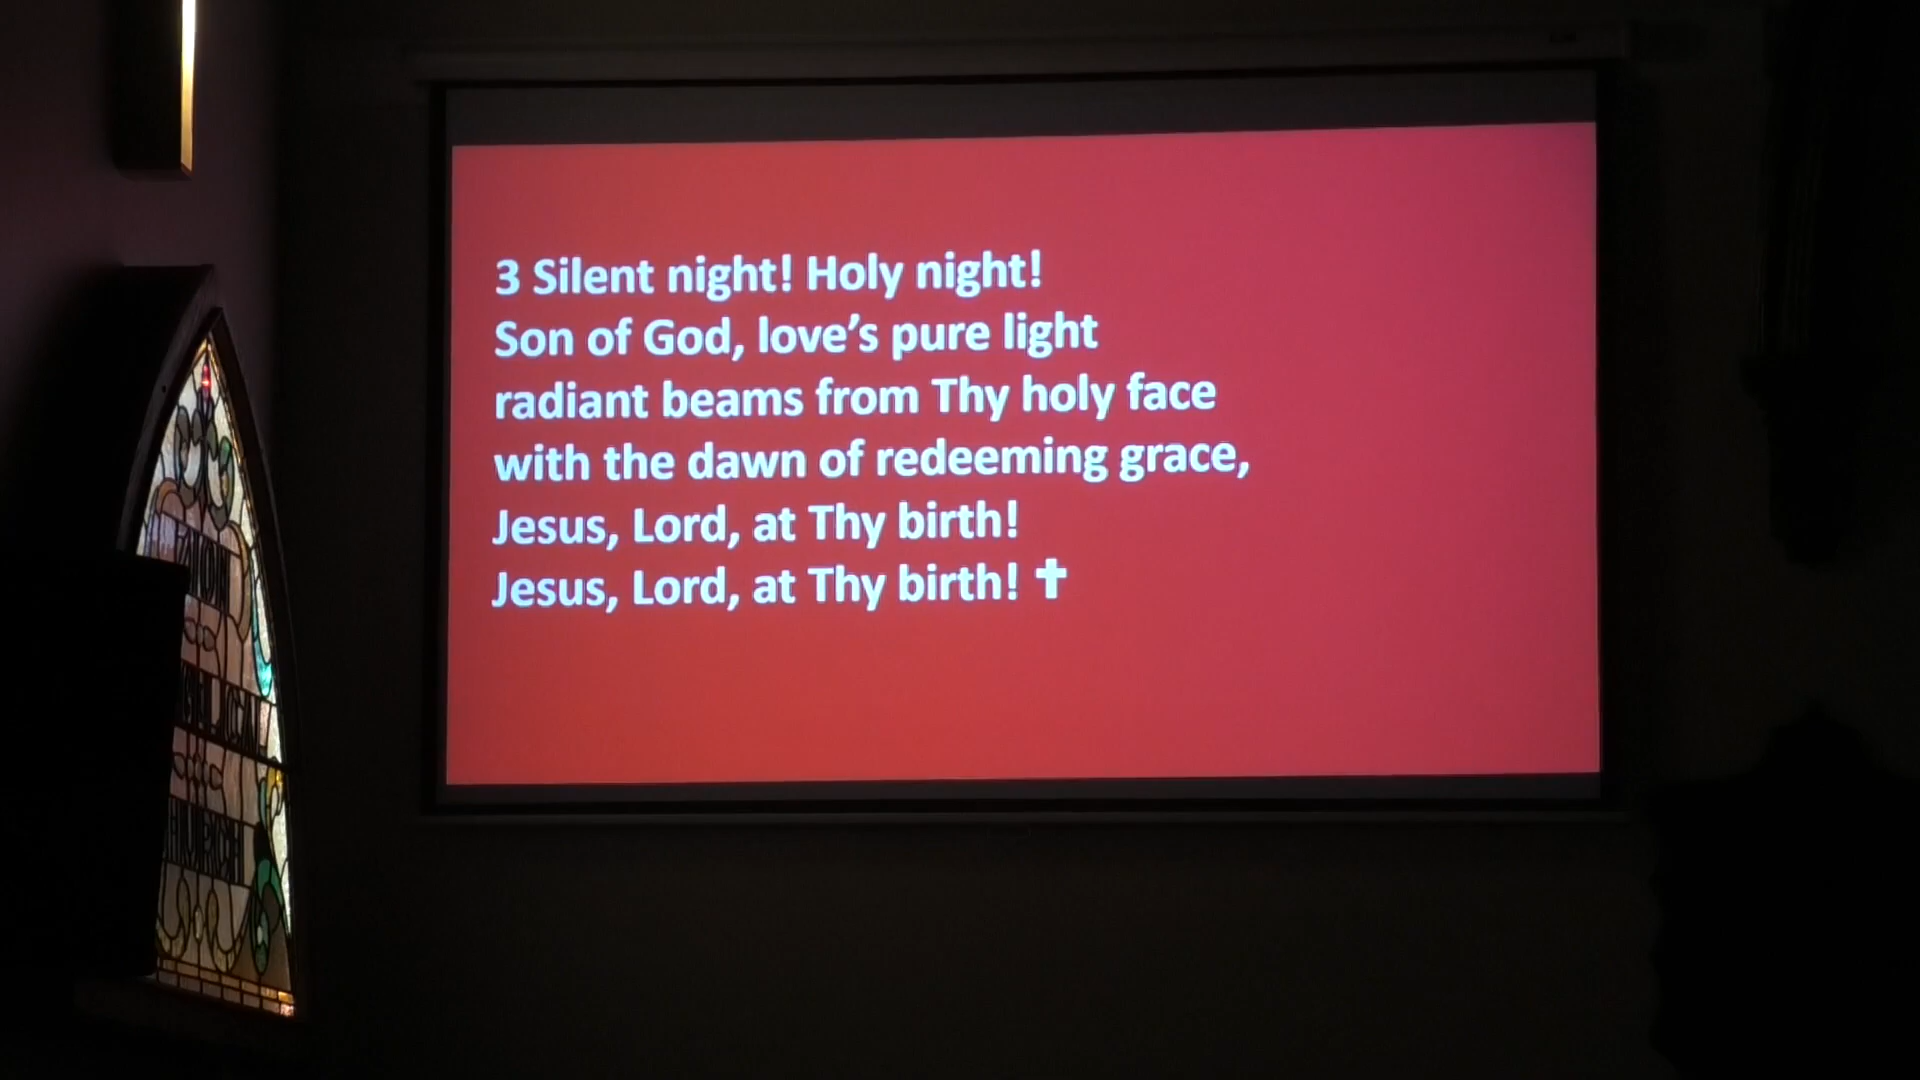 3 Silent night! Holy night!
Son of God, love's pure light
radiant beams from Thy holy face
with the dawn of redeeming grace,
Jesus, Lord, at Thy birth!
Jesus, Lord, at Thy birth! ✝